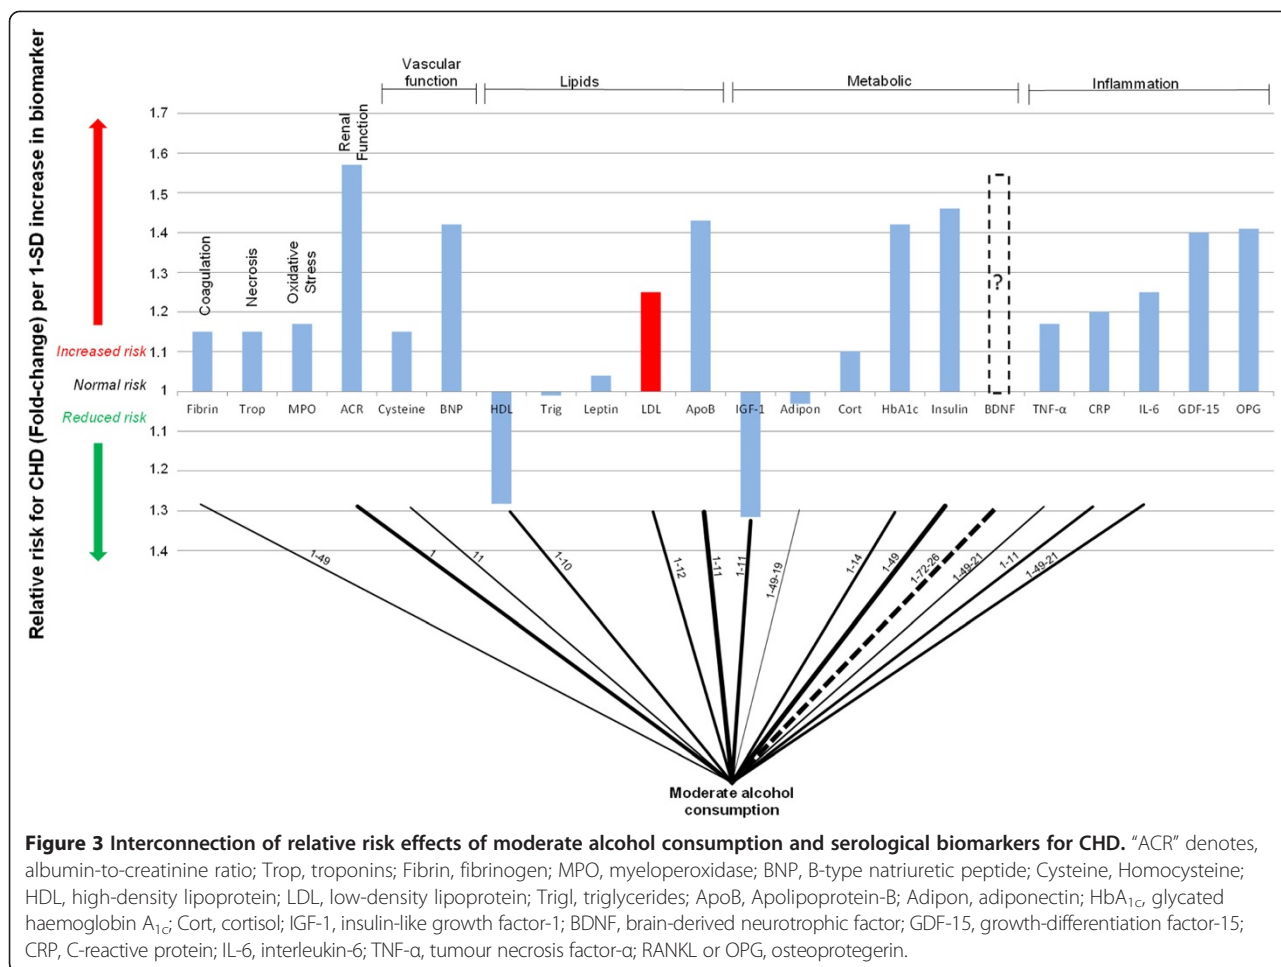 Relative risk for CHD (Fold-change) per 1-SD increase in biomarker
Vascular
function
Lipids
Metabolic
Inflammation
1.7
1.6
1.5
1.4
1.3
1.2
1.1
1
1.1
1.2
1.3
1.4
Increased risk
Normal risk
Reduced risk
Coagulation
Necrosis
Oxidative
Stress
Renal
Function
?
Fibrin
Trop
MPO
ACR
Cysteine
BNP
HDL
Trig
Leptin
LDL
ApoB
IGF-1
Adipon
Cort
HbA1c
Insulin
BDNF
TNF-α
CRP
IL-6
GDF-15
OPG
1-49
1
11
1-10
1-12
1-11
1-11
1-49-19
1-14
1-49
1-72-26
1-49-21
1-11
1-49-21
Moderate alcohol
consumption
Figure 3 Interconnection of relative risk effects of moderate alcohol consumption and serological biomarkers for CHD. “ACR” denotes,
albumin-to-creatinine ratio; Trop, troponins; Fibrin, fibrinogen; MPO, myeloperoxidase; BNP, B-type natriuretic peptide; Cysteine, Homocysteine;
HDL, high-density lipoprotein; LDL, low-density lipoprotein; Trigl, triglycerides; ApoB, Apolipoprotein-B; Adipon, adiponectin; HbA1c, glycated
haemoglobin A1c; Cort, cortisol; IGF-1, insulin-like growth factor-1; BDNF, brain-derived neurotrophic factor; GDF-15, growth-differentiation factor-15;
CRP, C-reactive protein; IL-6, interleukin-6; TNF-α, tumour necrosis factor-α; RANKL or OPG, osteoprotegerin.